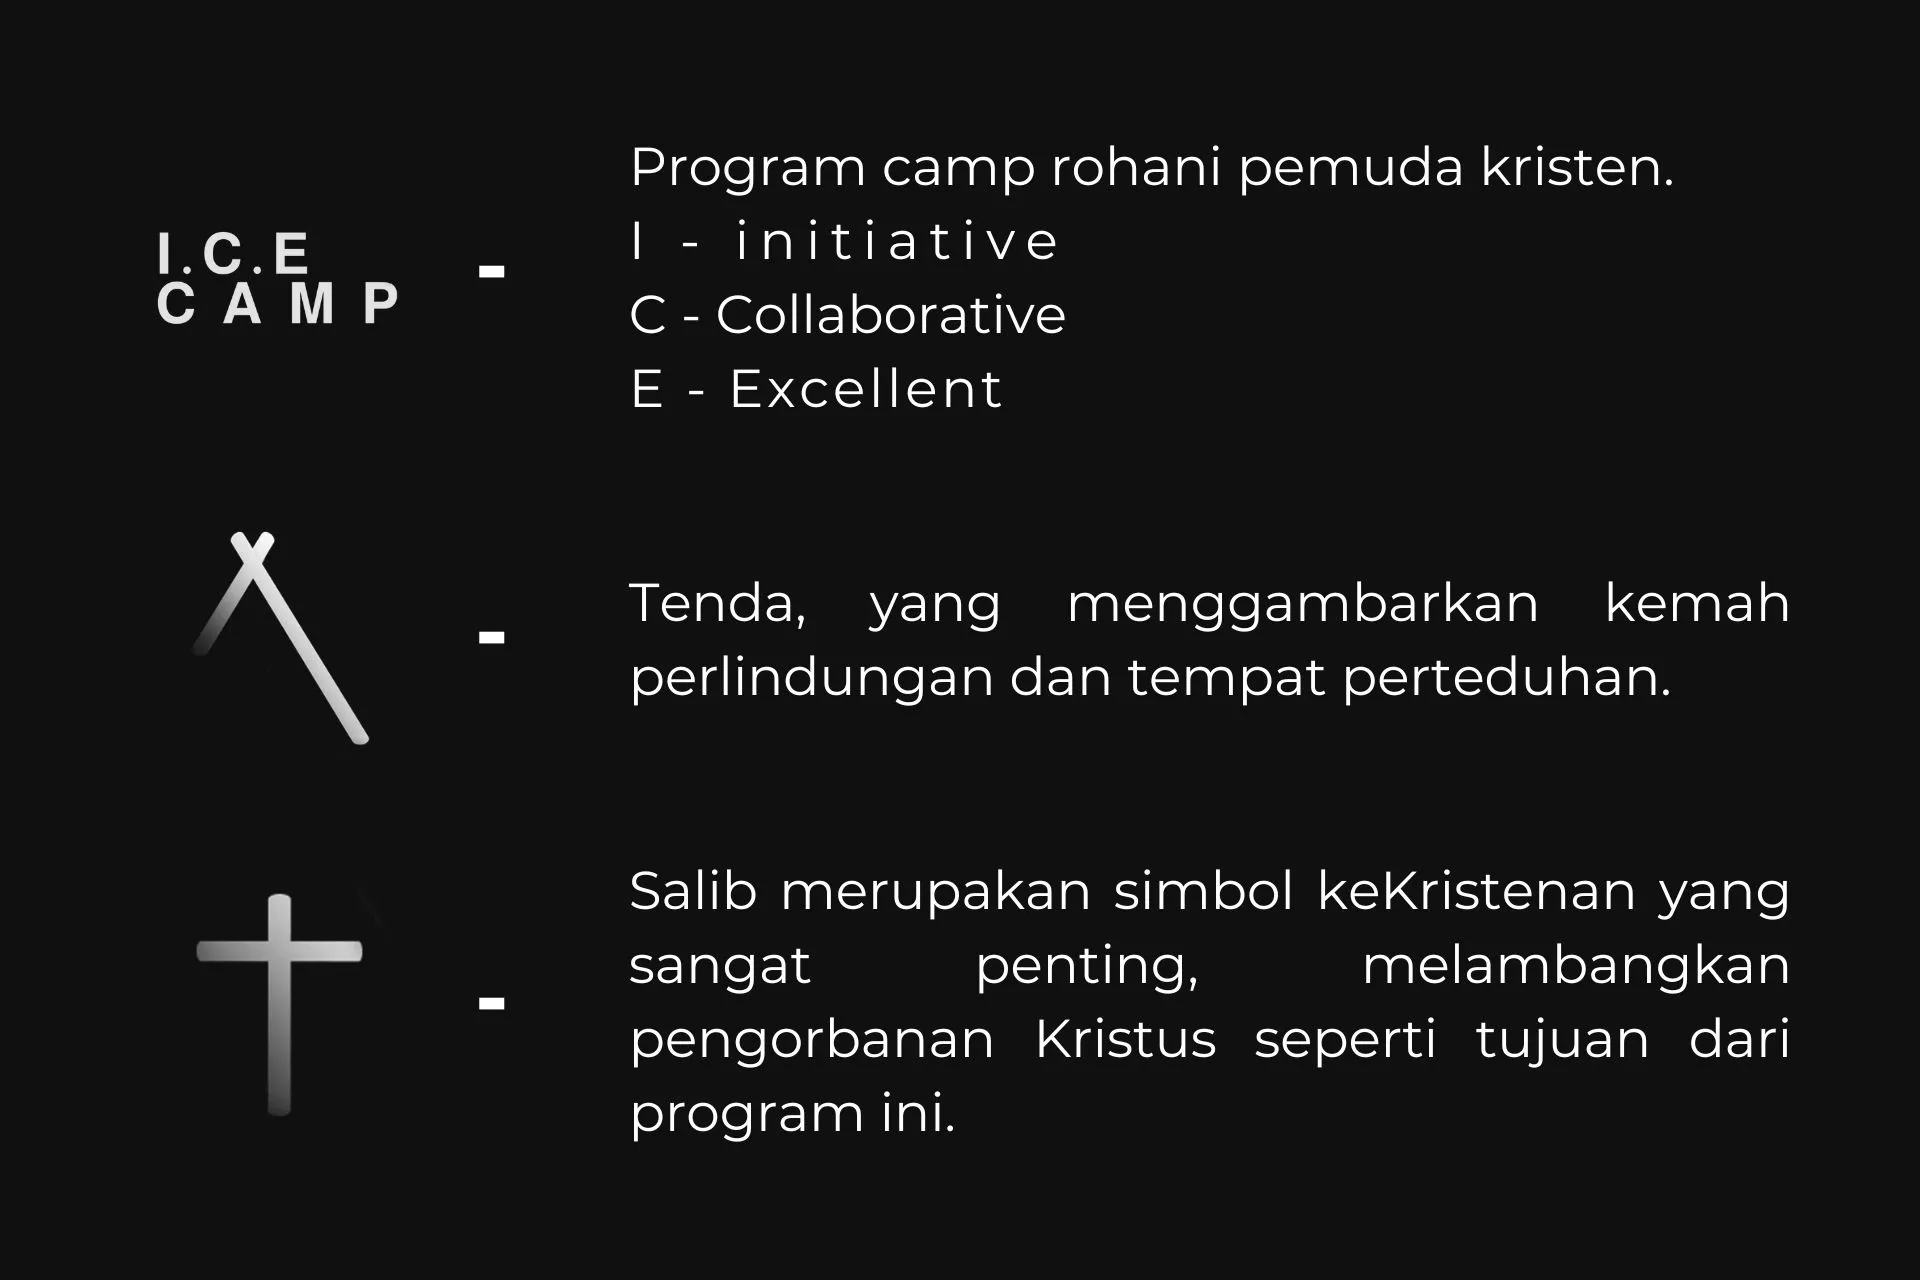 I.C.E
CAMP
-
Program camp rohani pemuda kristen.
I - initiative
C - Collaborative
E - Excellent
-
Tenda, yang menggambarkan kemah
perlindungan dan tempat perteduhan.
-
Salib merupakan simbol keKristenan yang
sangat penting, melambangkan
pengorbanan Kristus seperti tujuan dari
program ini.